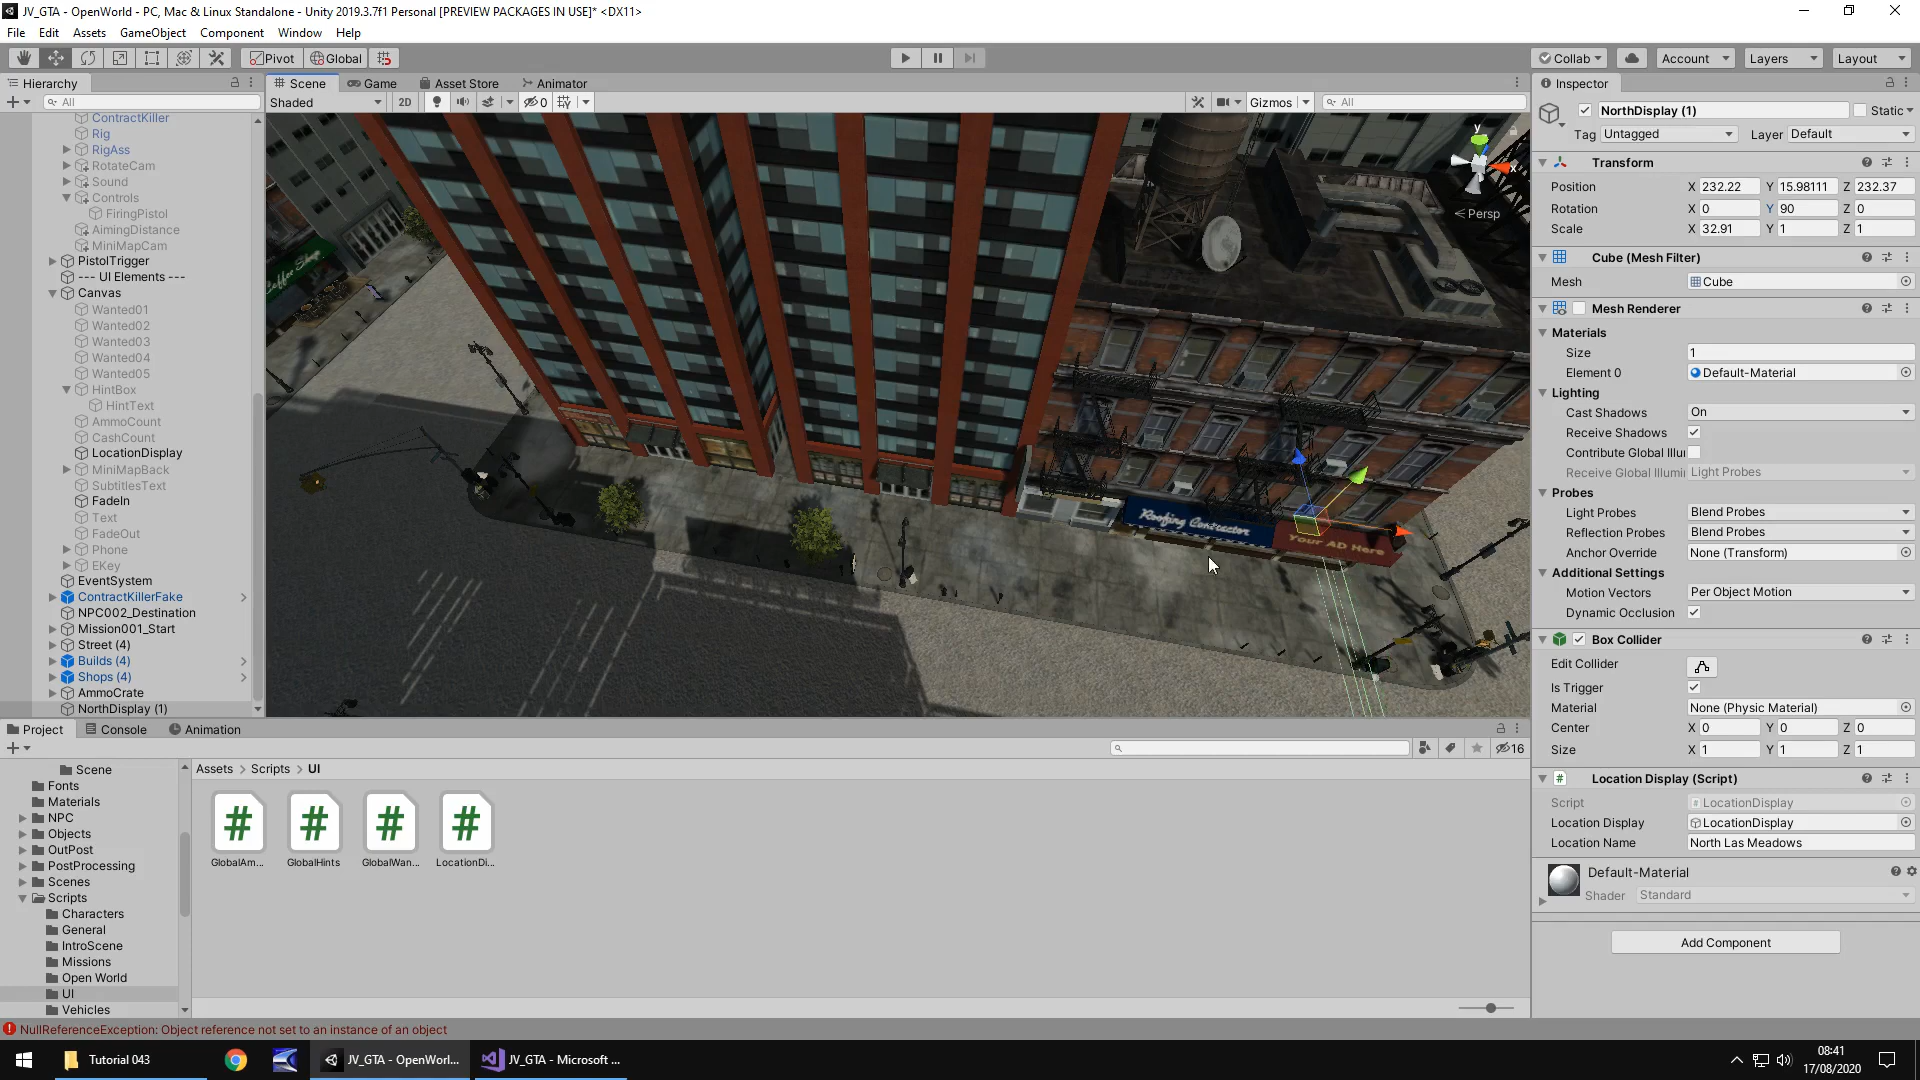 JV_GTA - OpenWorld - PC, Mac & Linux Standalone - Unity 2019.3.7f1 Personal [PREVIEW PACKAGES IN USE]* <DX11>
File Edit Assets GameObject Component Window Help
Pivot Global Collab Account Layers Layout
Hierarchy Scene Game Asset Store Animator Inspector
All Shaded 2D 0 Gizmos All
ContractKiller
Rig
RigAss
RotateCam
Sound
Controls
FiringPistol
AimingDistance
MiniMapCam
PistolTrigger
--- UI Elements ---
Canvas
Wanted01
Wanted02
Wanted03
Wanted04
Wanted05
HintBox
HintText
AmmoCount
CashCount
LocationDisplay
MiniMapBack
SubtitlesText
FadeIn
Text
FadeOut
Phone
EKey
EventSystem
ContractKillerFake
NPC002_Destination
Mission001_Start
Street (4)
Builds (4)
Shops (4)
AmmoCrate
NorthDisplay (1)
Coffee Shop
Roofing Contractor
Your AD Here
y
x
Persp
NorthDisplay (1) Static
Tag Untagged Layer Default
Transform
Position X 232.22 Y 15.98111 Z 232.37
Rotation X 0 Y 90 Z 0
Scale X 32.91 Y 1 Z 1
Cube (Mesh Filter)
Mesh Cube
Mesh Renderer
Materials
Size 1
Element 0 Default-Material
Lighting
Cast Shadows On
Receive Shadows
Contribute Global Illu
Receive Global Illumi Light Probes
Probes
Light Probes Blend Probes
Reflection Probes Blend Probes
Anchor Override None (Transform)
Additional Settings
Motion Vectors Per Object Motion
Dynamic Occlusion
Box Collider
Edit Collider
Is Trigger
Material None (Physic Material)
Center X 0 Y 0 Z 0
Size X 1 Y 1 Z 1
Location Display (Script)
Script LocationDisplay
Location Display LocationDisplay
Location Name North Las Meadows
Default-Material
Shader Standard
Add Component
Project Console Animation
16
Scene
Fonts
Materials
NPC
Objects
OutPost
PostProcessing
Scenes
Scripts
Characters
General
IntroScene
Missions
Open World
UI
Vehicles
Assets > Scripts > UI
GlobalAm... GlobalHints GlobalWan... LocationDi...
NullReferenceException: Object reference not set to an instance of an object
Tutorial 043 JV_GTA - OpenWorl... JV_GTA - Microsoft ...
08:41
17/08/2020